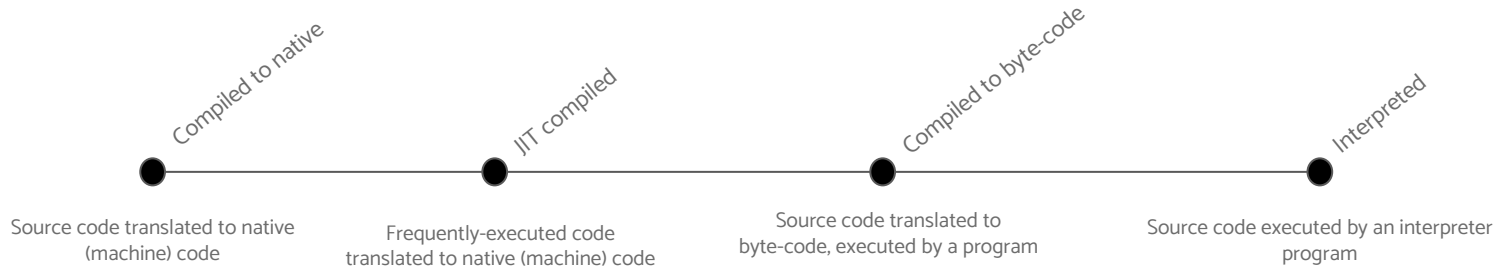 Compiled to native
JIT compiled
Compiled to byte-code
Interpreted
Source code translated to native
(machine) code
Frequently-executed code
translated to native (machine) code
Source code translated to
byte-code, executed by a program
Source code executed by an interpreter
program